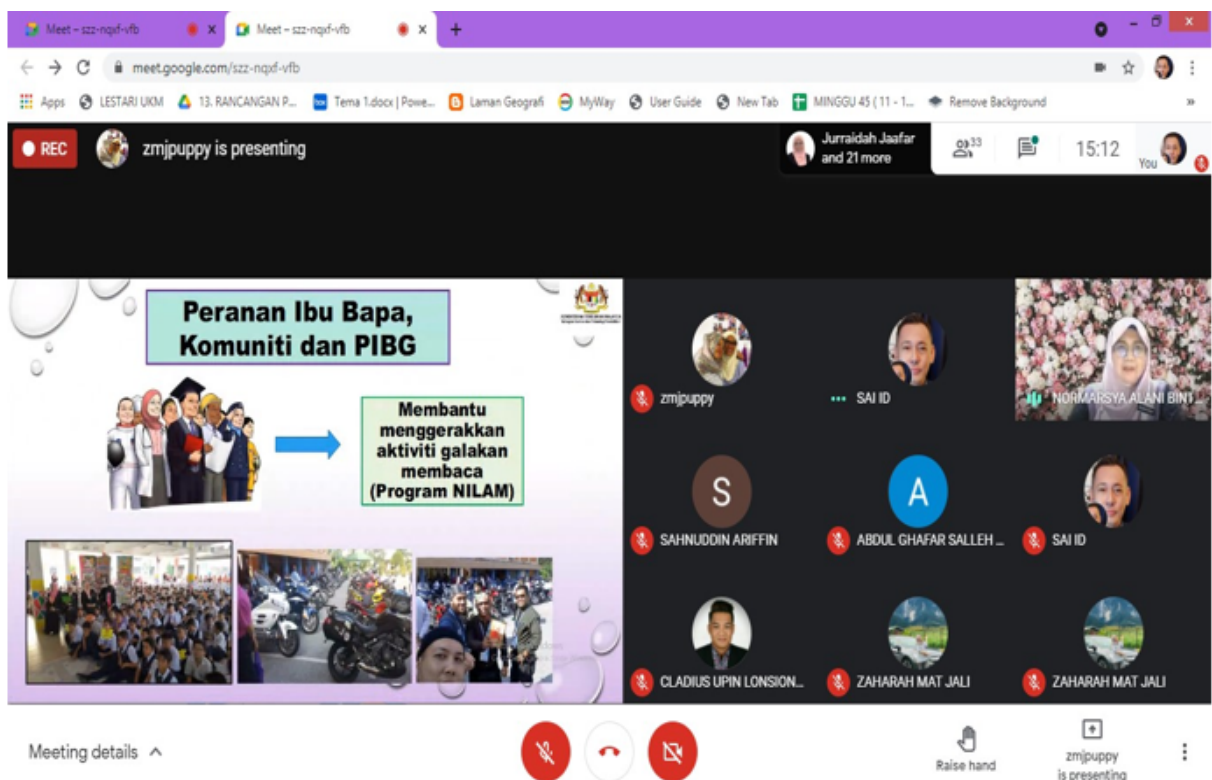 Meet – szz-nqxf-vfb
Meet – szz-nqxf-vfb
meet.google.com/szz-nqxf-vfb
Apps LESTARI UKM 13. RANCANGAN P... Tema 1.docx | Powe... Laman Geografi MyWay User Guide New Tab MINGGU 45 ( 11 - 1... Remove Background »
REC
zmjpuppy is presenting
Jurraidah Jaafar
and 21 more
33
15:12
You
Peranan Ibu Bapa,
Komuniti dan PIBG
Membantu
menggerakkan
aktiviti galakan
membaca
(Program NILAM)
zmjpuppy
SAI ID
NORMARSYA ALANI BINT...
S
SAHNUDDIN ARIFFIN
A
ABDUL GHAFAR SALLEH ...
SAI ID
CLADIUS UPIN LONSION...
ZAHARAH MAT JALI
ZAHARAH MAT JALI
Meeting details
Raise hand
zmjpuppy
is presenting